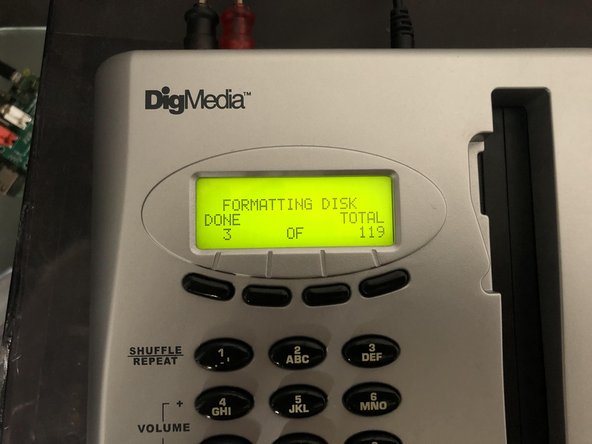 DigMedia™
FORMATTING DISK
DONE TOTAL
3 OF 119
SHUFFLE
REPEAT
1
.,
2
ABC
3
DEF
+
VOLUME
4
GHI
5
JKL
6
MNO